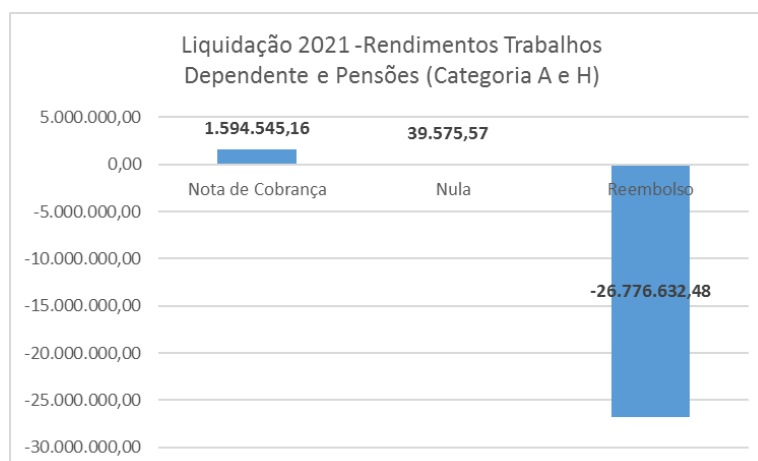 Liquidação 2021 -Rendimentos Trabalhos
Dependente e Pensões (Categoria A e H)
5.000.000,00
1.594.545,16
39.575,57
0,00
Nota de Cobrança
Nula
Reembolso
-5.000.000,00
-10.000.000,00
-26.776.632,48
-15.000.000,00
-20.000.000,00
-25.000.000,00
-30.000.000,00